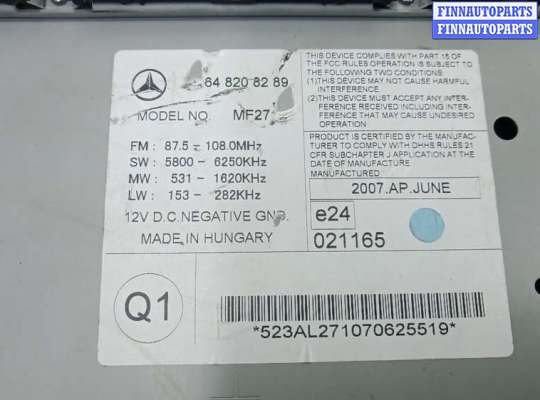 FINNAUTOPARTS
FINNAUTOPARTS
64 820 82 89
MODEL NO. MF27
FM : 87.5 - 108.0MHz
SW : 5800 - 6250KHz
MW : 531 - 1620KHz
LW : 153 - 282KHz
12V D.C.NEGATIVE GND.
MADE IN HUNGARY
THIS DEVICE COMPLIES WITH PART 15 OF
THE FCC RULES OPERATION IS SUBJECT TO
THE FOLLOWING TWO CONDITIONS:
(1)THIS DEVICE MAY NOT CAUSE HARMFUL
INTERFERENCE.
(2)THIS DEVICE MUST ACCEPT ANY INTER-
FERENCE RECEIVED INCLUDING INTER-
FERENCE THAT MAY CAUSE UNDESIRED
OPERATION
PRODUCT IS CERTIFIED BY THE MANUFAC-
TURER TO COMPLY WITH DHHS RULES 21
CFR SUBCHAPTER J APPLICATION AT THE
DATE OF MANUFACTURE.
MANUFACTURED:
2007.AP.JUNE
e24
021165
Q1
*523AL271070625519*